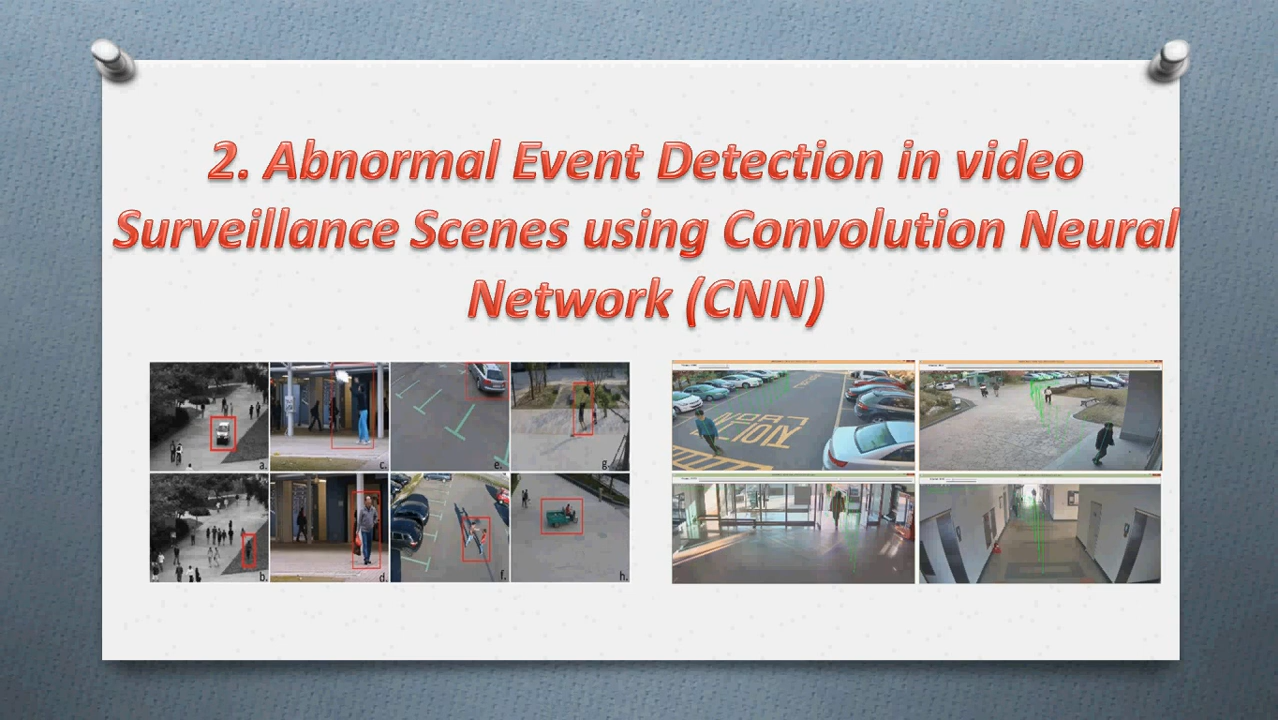 2. Abnormal Event Detection in video
Surveillance Scenes using Convolution Neural
Network (CNN)
a.
c.
e.
g.
b.
d.
f.
h.